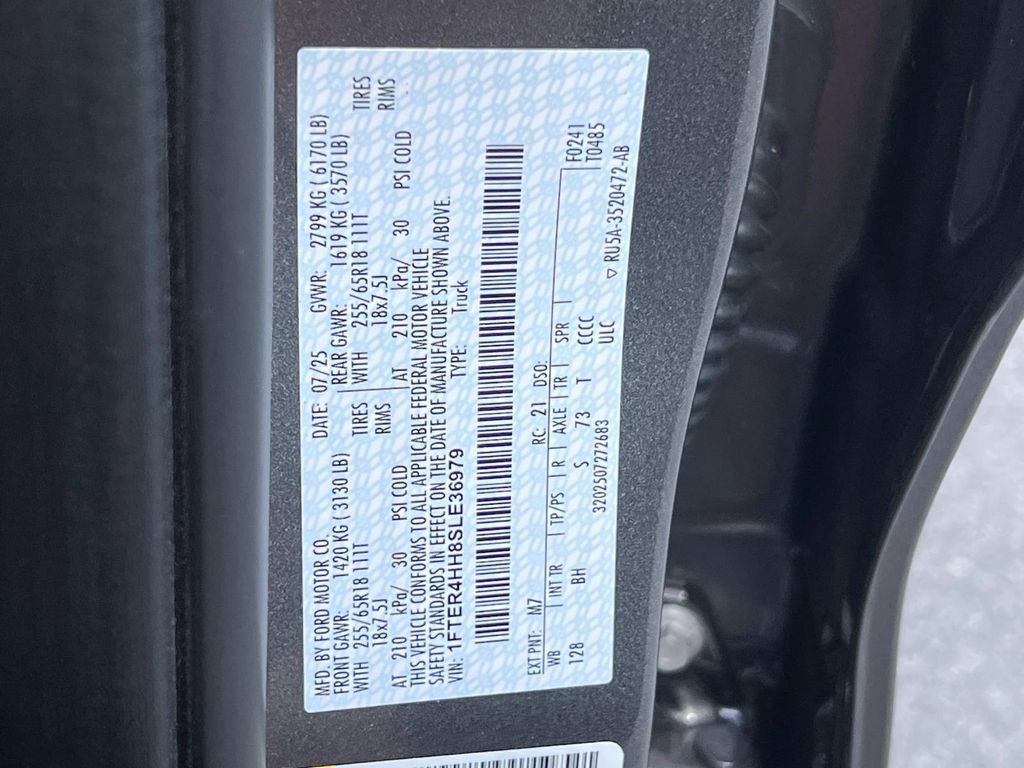 MFD. BY FORD MOTOR CO. DATE: 07/25 GVWR: 2799 KG ( 6170 LB)
FRONT GAWR: 1420 KG ( 3130 LB) REAR GAWR: 1619 KG ( 3570 LB)
WITH 255/65R18 111T TIRES WITH 255/65R18 111T TIRES
18x7.5J RIMS 18x7.5J RIMS
AT 210 kPa/ 30 PSI COLD AT 210 kPa/ 30 PSI COLD
THIS VEHICLE CONFORMS TO ALL APPLICABLE FEDERAL MOTOR VEHICLE
SAFETY STANDARDS IN EFFECT ON THE DATE OF MANUFACTURE SHOWN ABOVE.
VIN: 1FTER4HH8SLE36979 TYPE: Truck
EXT PNT: M7 RC: 21 DSO: F0241
WB INT TR TP/PS R AXLE TR SPR T0485
128 BH S 73 T CCCC
ULC
3202507272683 ▽ RU5A-3520472-AB